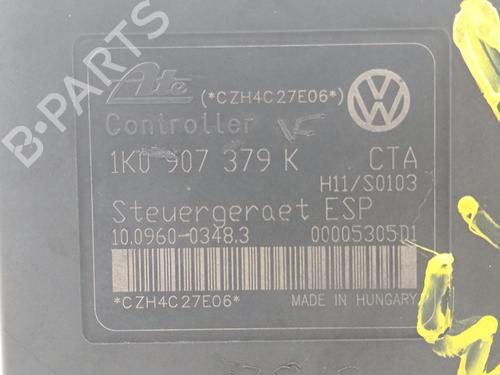 Ate (*CZH4C27E06*)
Controller
1K0 907 379 K CTA
H11/S0103
Steuergeraet ESP
10.0960-0348.3 00005305D1
*CZH4C27E06* MADE IN HUNGARY
B-PARTS